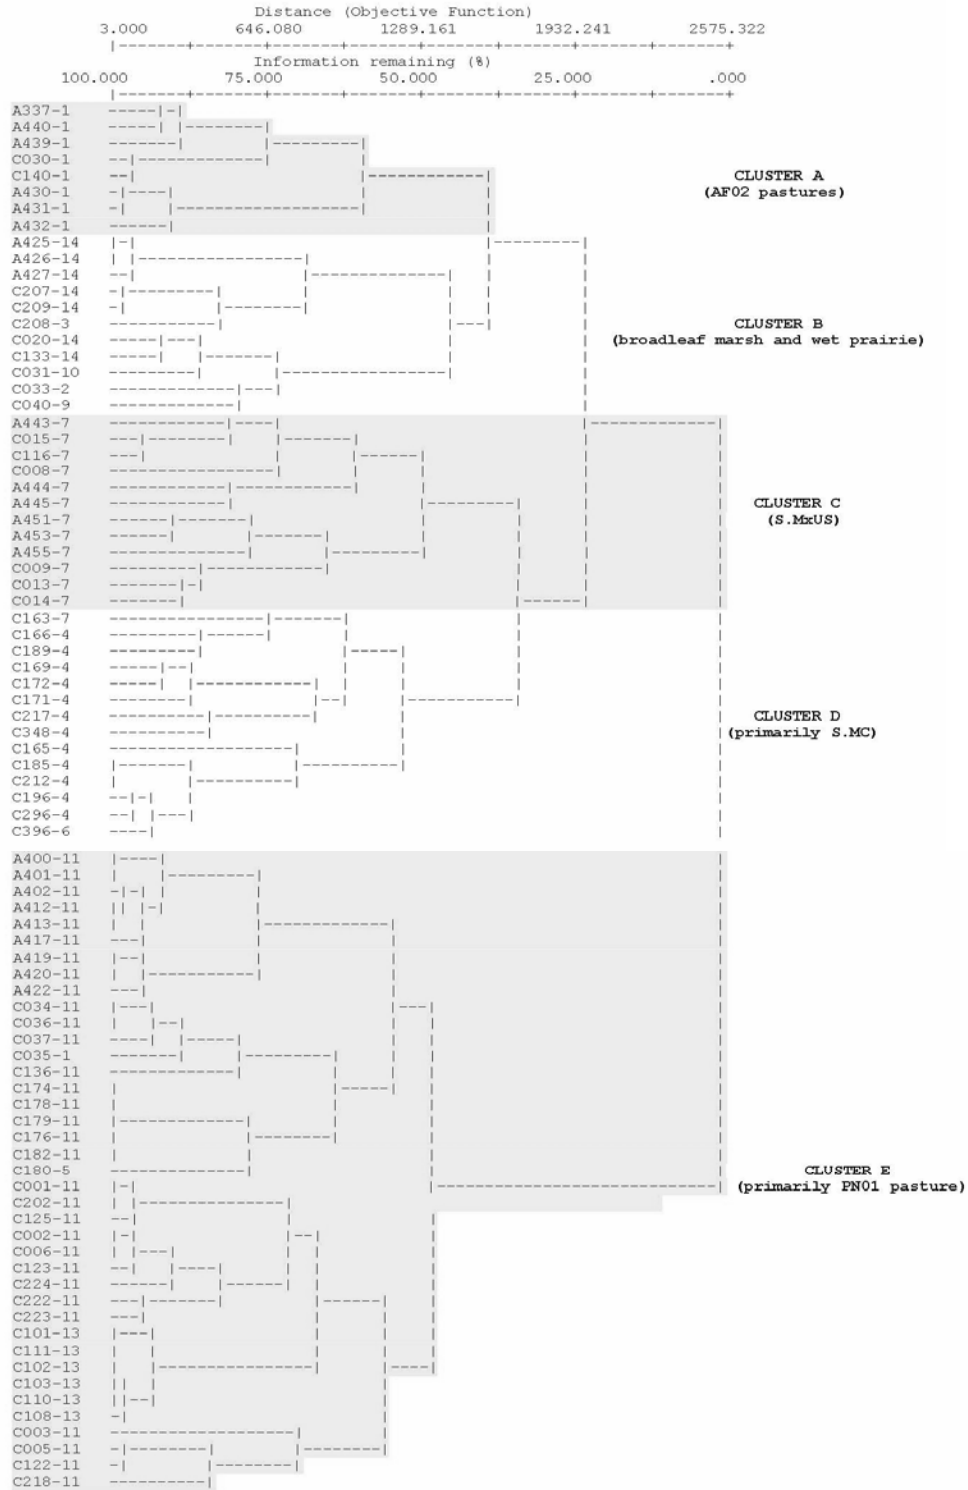 Distance (Objective Function)
3.000 646.080 1289.161 1932.241 2575.322
Information remaining (%)
100.000 75.000 50.000 25.000 .000
A337-1
A440-1
A439-1
C030-1
C140-1
CLUSTER A
A430-1
(AF02 pastures)
A431-1
A432-1
A425-14
A426-14
A427-14
C207-14
C209-14
C208-3
CLUSTER B
C020-14
(broadleaf marsh and wet prairie)
C133-14
C031-10
C033-2
C040-9
A443-7
C015-7
C116-7
C008-7
A444-7
A445-7
CLUSTER C
A451-7
(S.MxUS)
A453-7
A455-7
C009-7
C013-7
C014-7
C163-7
C166-4
C189-4
C169-4
C172-4
C171-4
C217-4
CLUSTER D
C348-4
(primarily S.MC)
C165-4
C185-4
C212-4
C196-4
C296-4
C396-6
A400-11
A401-11
A402-11
A412-11
A413-11
A417-11
A419-11
A420-11
A422-11
C034-11
C036-11
C037-11
C035-1
C136-11
C174-11
C178-11
C179-11
C176-11
C182-11
C180-5
CLUSTER E
C001-11
(primarily PN01 pasture)
C202-11
C125-11
C002-11
C006-11
C123-11
C224-11
C222-11
C223-11
C101-13
C111-13
C102-13
C103-13
C110-13
C108-13
C003-11
C005-11
C122-11
C218-11